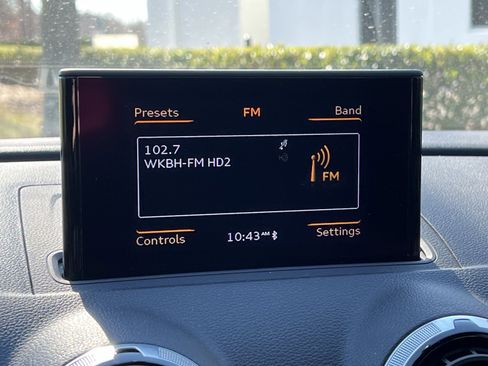 Presets FM Band
102.7
WKBH-FM HD2
FM
Controls 10:43 AM Settings